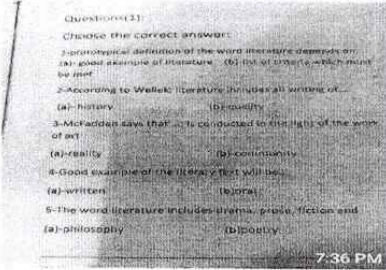 Questions(1):
Choose the correct answer:
1-prototypical definition of the word literature depends on
(a)- good example of literature (b)-list of criteria which must
be met
2-According to Wellek, literature includes all writing of...
(a)- history (b)-quality
3-McFadden says that ... is conducted in the light of the work
of art
(a)-reality (b)-community
4-Good example of the literary text will be..
(a)-written (b)oral
5-The word literature includes drama, prose, fiction and
(a)-philosophy (b)poetry
7:36 PM